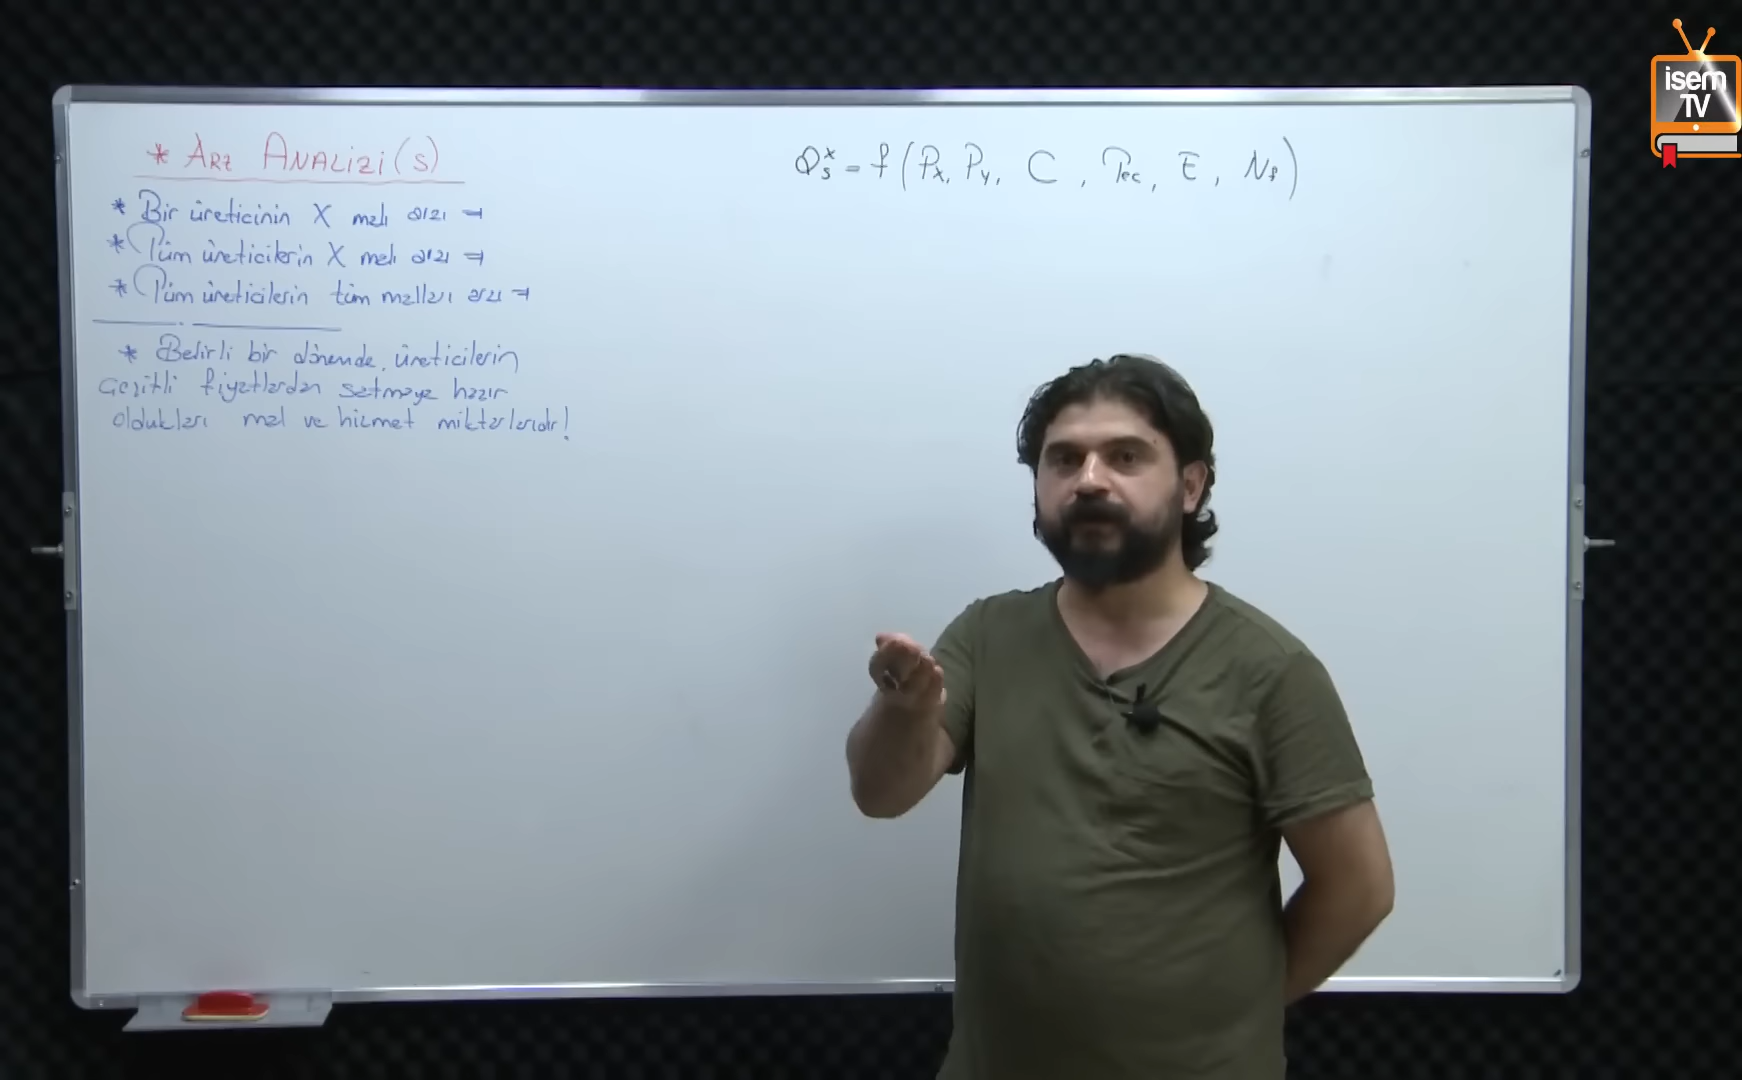 * Arz ANALizi (s)
* Bir üreticinin X malı arzı ⇒
* Tüm üreticilerin X malı arzı ⇒
* Tüm üreticilerin tüm malları arzı ⇒
* Belirli bir dönemde, üreticilerin
çeşitli fiyatlardan satmaya hazır
oldukları mal ve hizmet miktarlarıdır!
Qsˣ = f (Px, Py, C, Tec, E, Nf)
isem
TV